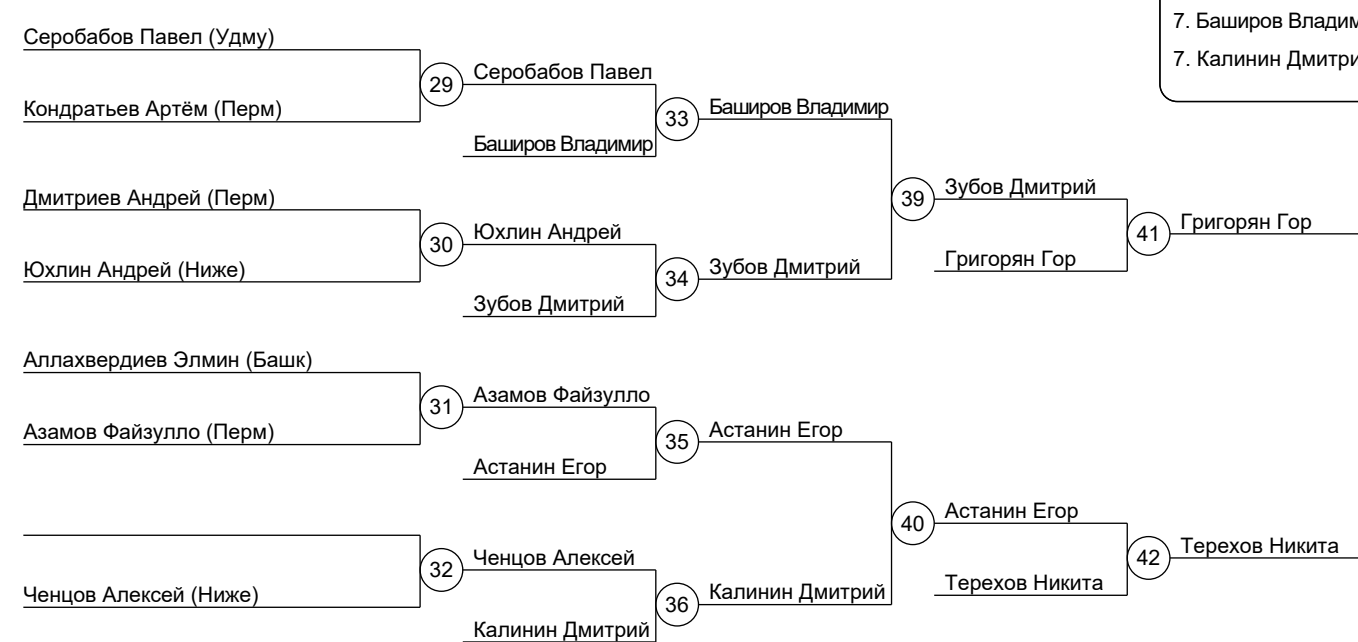 7. Баширов Владим
7. Калинин Дмитри
Серобабов Павел (Удму)
29
Серобабов Павел
Кондратьев Артём (Перм)
33
Баширов Владимир
Баширов Владимир
Дмитриев Андрей (Перм)
39
Зубов Дмитрий
30
Юхлин Андрей
41
Григорян Гор
Юхлин Андрей (Ниже)
34
Зубов Дмитрий
Григорян Гор
Зубов Дмитрий
Аллахвердиев Элмин (Башк)
31
Азамов Файзулло
Азамов Файзулло (Перм)
35
Астанин Егор
Астанин Егор
40
Астанин Егор
32
Ченцов Алексей
42
Терехов Никита
Ченцов Алексей (Ниже)
36
Калинин Дмитрий
Терехов Никита
Калинин Дмитрий